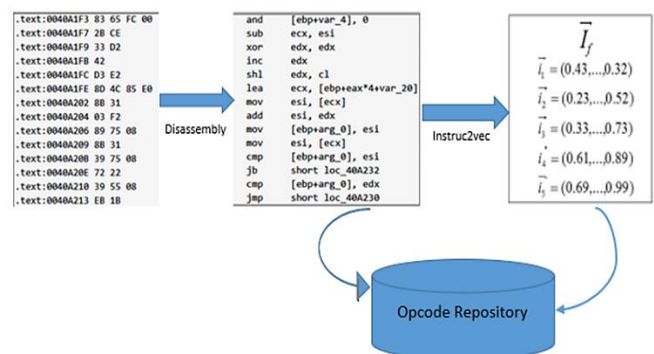 .text:0040A1F3 83 65 FC 00
.text:0040A1F7 2B CE
.text:0040A1F9 33 D2
.text:0040A1FB 42
.text:0040A1FC D3 E2
.text:0040A1FE 8D 4C 85 E0
.text:0040A202 8B 31
.text:0040A204 03 F2
.text:0040A206 89 75 08
.text:0040A209 8B 31
.text:0040A20B 39 75 08
.text:0040A20E 72 22
.text:0040A210 39 55 08
.text:0040A213 EB 1B
Disassembly
and [ebp+var_4], 0
sub ecx, esi
xor edx, edx
inc edx
shl edx, cl
lea ecx, [ebp+eax*4+var_20]
mov esi, [ecx]
add esi, edx
mov [ebp+arg_0], esi
mov esi, [ecx]
cmp [ebp+arg_0], esi
jb short loc_40A232
cmp [ebp+arg_0], edx
jmp short loc_40A230
Instruc2vec
I_f
i_1 = (0.43,...,0.32)
i_2 = (0.23,...,0.52)
i_3 = (0.33,...,0.73)
i_4 = (0.61,...,0.89)
i_5 = (0.69,...,0.99)
Opcode Repository